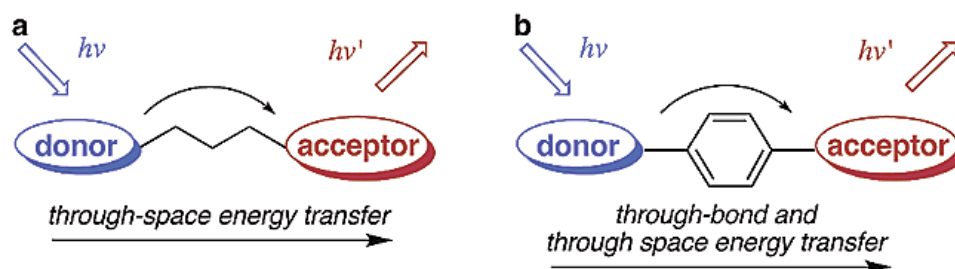 a
hν
hν'
donor
acceptor
through-space energy transfer
b
hν
hν'
donor
acceptor
through-bond and
through space energy transfer